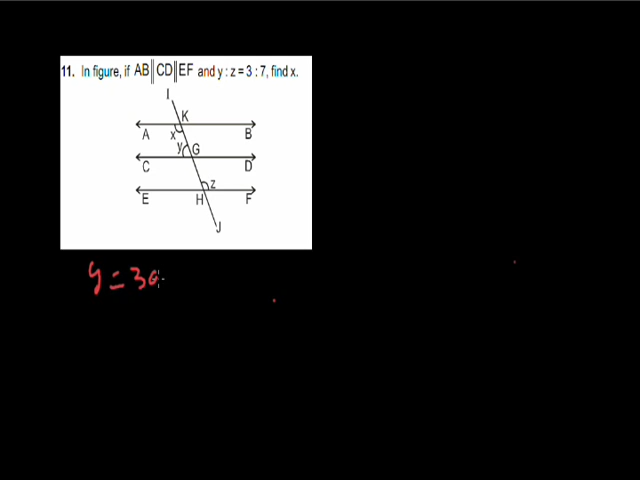 11. In figure, if AB||CD||EF and y : z = 3 : 7, find x.
I
K
A
x
B
y
G
C
D
z
E
H
F
J
y = 3